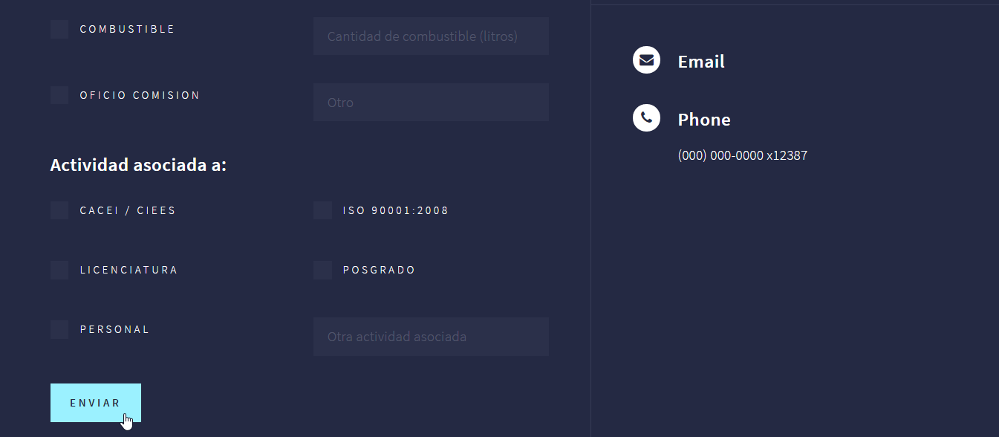 COMBUSTIBLE
Cantidad de combustible (litros)
OFICIO COMISION
Otro
Actividad asociada a:
CACEI / CIEES
ISO 90001:2008
LICENCIATURA
POSGRADO
PERSONAL
Otra actividad asociada
ENVIAR
Email
Phone
(000) 000-0000 x12387